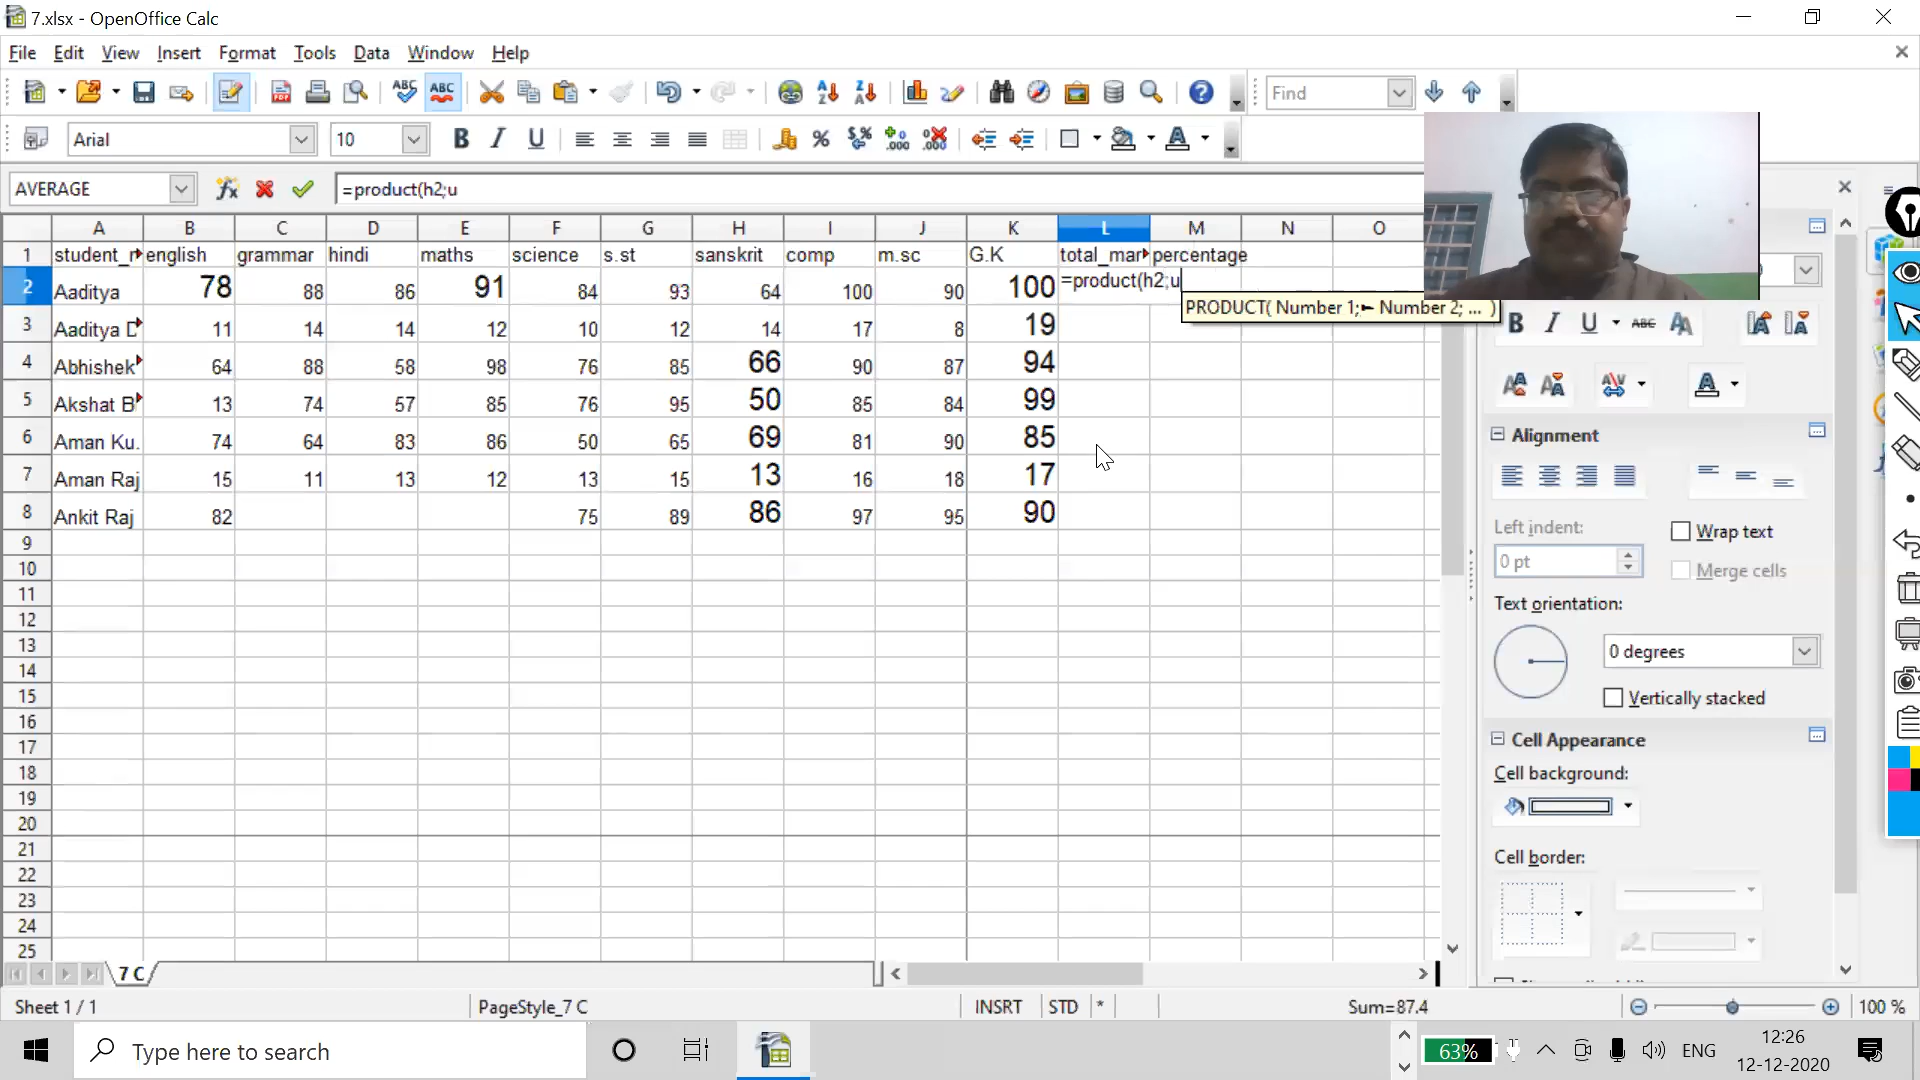 7.xlsx - OpenOffice Calc
File Edit View Insert Format Tools Data Window Help
Find
Arial 10
AVERAGE =product(h2;u
A B C D E F G H I J K L M N O
1 student_n english grammar hindi maths science s.st sanskrit comp m.sc G.K total_mar percentage
2 Aaditya 78 88 86 91 84 93 64 100 90 100 =product(h2;u
PRODUCT( Number 1; Number 2; ... )
3 Aaditya D 11 14 14 12 10 12 14 17 8 19
4 Abhishek 64 88 58 98 76 85 66 90 87 94
5 Akshat B 13 74 57 85 76 95 50 85 84 99
6 Aman Ku. 74 64 83 86 50 65 69 81 90 85
7 Aman Raj 15 11 13 12 13 15 13 16 18 17
8 Ankit Raj 82 75 89 86 97 95 90
9
10
11
12
13
14
15
16
17
18
19
20
21
22
23
24
25
Alignment
Left indent:
0 pt
Wrap text
Merge cells
Text orientation:
0 degrees
Vertically stacked
Cell Appearance
Cell background:
Cell border:
7 C
Sheet 1 / 1 PageStyle_7 C INSRT STD * Sum=87.4 100 %
Type here to search
63% ENG 12:26
12-12-2020